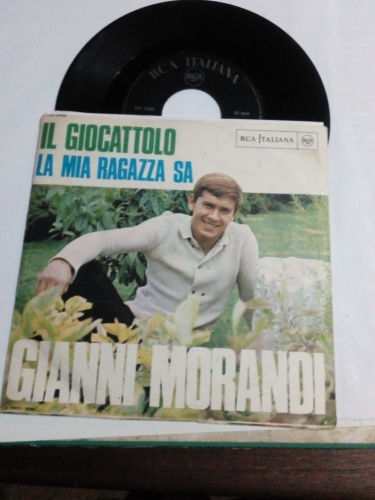 RCA ITALIANA
RCA
IL GIOCATTOLO
LA MIA RAGAZZA SA
RCA ITALIANA
GIANNI MORANDI